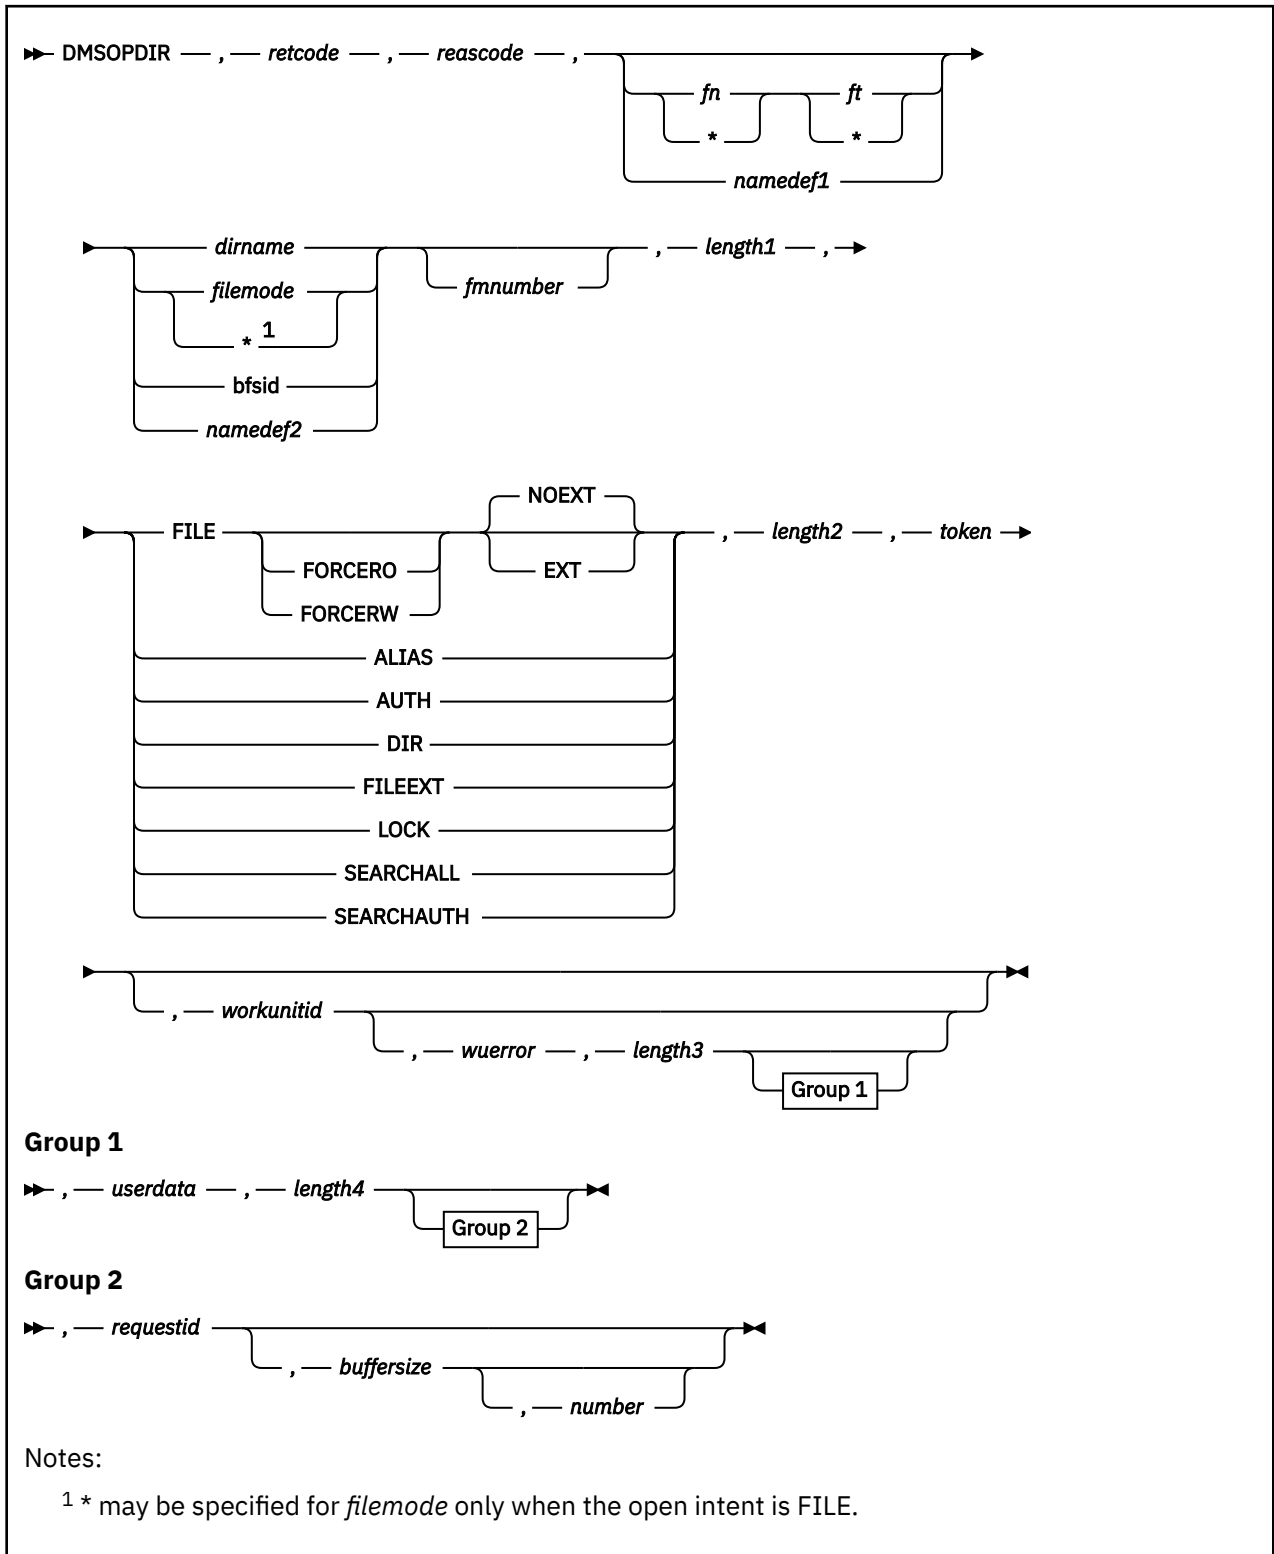 DMSOPDIR , retcode , reascode ,
fn ft
* *
namedef1
dirname , length1 ,
filemode fmnumber
* 1
bfsid
namedef2
NOEXT
FILE , length2 , token
FORCERO EXT
FORCERW
ALIAS
AUTH
DIR
FILEEXT
LOCK
SEARCHALL
SEARCHAUTH
, workunitid
, wuerror , length3
Group 1
Group 1
, userdata , length4
Group 2
Group 2
, requestid
, buffersize
, number
Notes:
1 * may be specified for filemode only when the open intent is FILE.